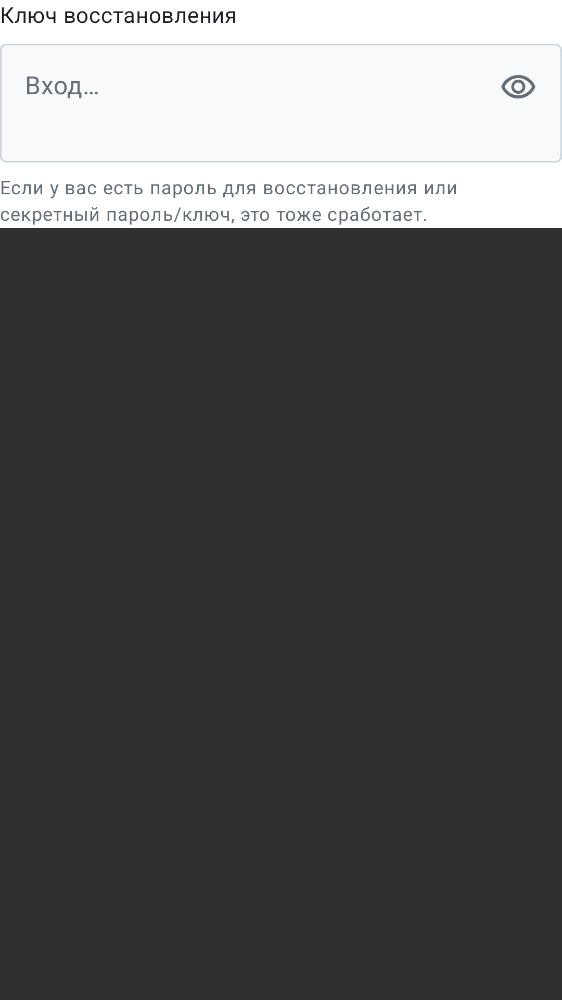 Ключ восстановления
Вход…
Если у вас есть пароль для восстановления или
секретный пароль/ключ, это тоже сработает.